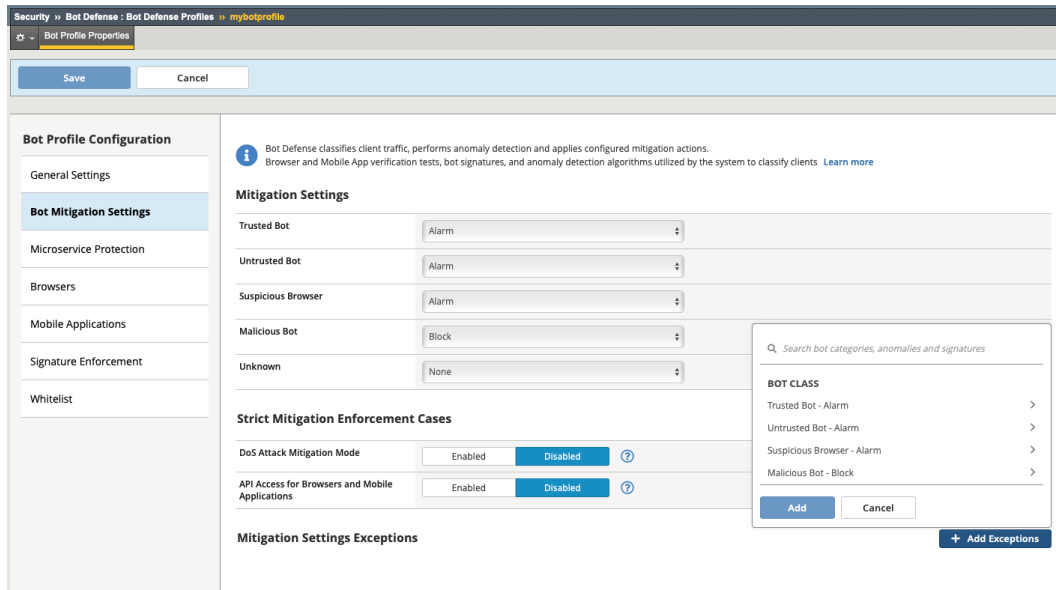 Security ›› Bot Defense : Bot Defense Profiles ›› mybotprofile
Bot Profile Properties
Save Cancel
Bot Profile Configuration
General Settings
Bot Mitigation Settings
Microservice Protection
Browsers
Mobile Applications
Signature Enforcement
Whitelist
Bot Defense classifies client traffic, performs anomaly detection and applies configured mitigation actions.
Browser and Mobile App verification tests, bot signatures, and anomaly detection algorithms utilized by the system to classify clients Learn more
Mitigation Settings
Trusted Bot Alarm
Untrusted Bot Alarm
Suspicious Browser Alarm
Malicious Bot Block
Unknown None
Strict Mitigation Enforcement Cases
DoS Attack Mitigation Mode Enabled Disabled ?
API Access for Browsers and Mobile
Applications Enabled Disabled ?
Mitigation Settings Exceptions
+ Add Exceptions
Search bot categories, anomalies and signatures
BOT CLASS
Trusted Bot - Alarm
Untrusted Bot - Alarm
Suspicious Browser - Alarm
Malicious Bot - Block
Add Cancel